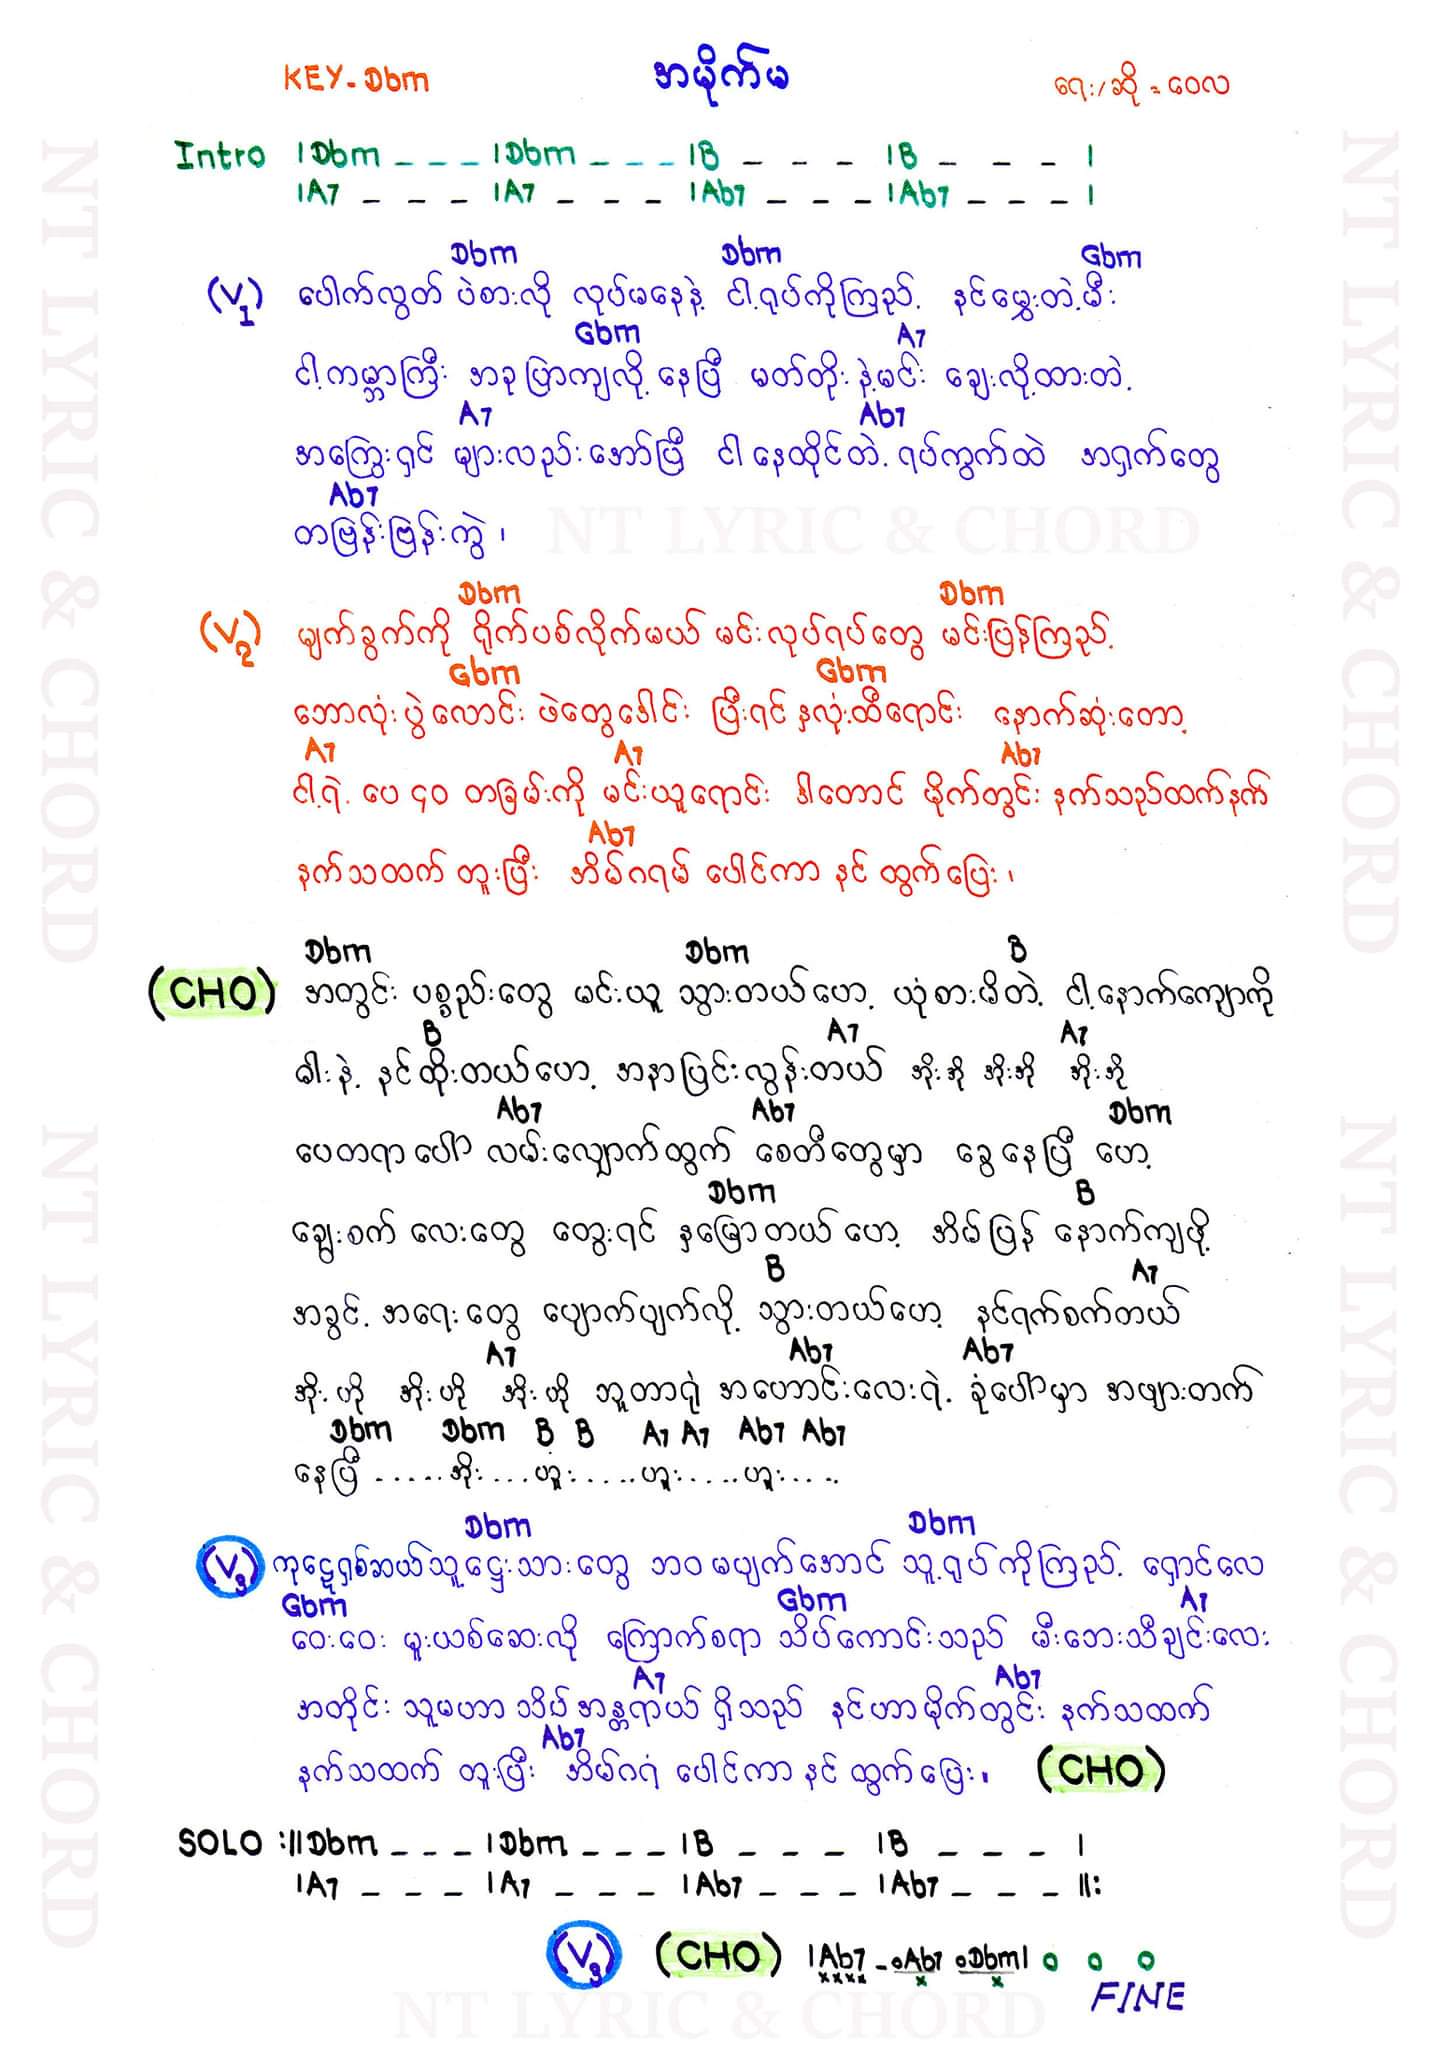 KEY-Dbm အမိုက်မ ရေး/ဆို = ဝေလ
Intro |Dbm _ _ _ |Dbm _ _ _ |B _ _ _ |B _ _ _ |
|A7 _ _ _ |A7 _ _ _ |Ab7 _ _ _ |Ab7 _ _ _ |
Dbm Dbm Gbm
(V1) ပေါက်လွှတ် ပဲစားလို လုပ်မနေနဲ့ ငါ့ရုပ်ကိုကြည့် နင်မွှေးတဲ့မီး
Gbm A7
ငါ့ကမ္ဘာကြီး အခုပြာကျလို့နေပြီ မတ်တိုးနဲ့မင်း ချေးလို့ထားတဲ့
A7 Ab7
အကြွေးရှင် များလည်းအော်ပြီ ငါနေထိုင်တဲ့ရပ်ကွက်ထဲ အရှက်တွေ
Ab7
တဖြန်းဖြန်းကွဲ ၊
NT LYRIC & CHORD
Dbm Dbm
(V2) မျက်ခွက်ကို ရိုက်ပစ်လိုက်မယ် မင်းလုပ်ရပ်တွေ မင်းပြန်ကြည့်
Gbm Gbm
ဘောလုံးပွဲလောင်း ဖဲတွေဒေါင်း ပြီးရင်နှလုံးထီရောင်း နောက်ဆုံးတော့
A7 A7 Ab7
ငါ့ရဲ့ပေ ၄၀ တခြမ်းကို မင်းယူရောင်း ဒါတောင် မိုက်တွင်းနက်သည်ထက်နက်
Ab7
နက်သထက် တူးပြီး အိမ်ဂရမ် ပေါင်ကာ နင် ထွက်ပြေး ၊
Dbm Dbm B
(CHO) အတွင်း ပစ္စည်းတွေ မင်းယူ သွားတယ်ဟေ့ ယုံစားမိတဲ့ ငါ့နောက်ကျောကို
B A7 A7
ဓါးနဲ့ နင်ထိုးတယ်ဟေ့ အနာပြင်းလွန်းတယ် အိုးအို အိုးအို အိုးအို
Ab7 Ab7 Dbm
ပေတရာပေါ် လမ်းလျှောက်ထွက် စေတီတွေမှာ ခွေနေပြီ ဟေ့
Dbm B
ချွေးစက် လေးတွေ တွေးရင် နှမြောတယ်ဟေ့ အိမ်ပြန် နောက်ကျဖို့
B A7
အခွင့်အရေးတွေ ပျောက်ပျက်လို့ သွားတယ်ဟေ့ နင်ရက်စက်တယ်
A7 Ab7 Ab7
အိုး ဟို အိုး ဟို အိုး ဟို ဘူတာရုံ အဟောင်းလေးရဲ့ ခုံပေါ်မှာ အဖျားတက်
Dbm Dbm B B A7 A7 Ab7 Ab7
နေပြီ ...... အိုး .... ဟူး ..... ဟူး ..... ဟူး ....
Dbm Dbm
(V3) ကုဋေရှစ်ဆယ်သူဌေးသားတွေ ဘဝမပျက်အောင် သူ့ရုပ်ကိုကြည့် ရှောင်လေ
Gbm Gbm A7
ဝေးဝေး မူးယစ်ဆေးလို ကြောက်စရာ သိပ်ကောင်းသည် မီးဘေးသီချင်းလေး
A7 Ab7
အတိုင်း သူမဟာ သိပ်အန္တရာယ်ရှိသည် နင်ဟာမိုက်တွင်း နက်သထက်
Ab7
နက်သထက် တူးပြီး အိမ်ဂရံ ပေါင်ကာ နင် ထွက်ပြေး။ (CHO)
SOLO :||Dbm _ _ _ |Dbm _ _ _ |B _ _ _ |B _ _ _ |
|A7 _ _ _ |A7 _ _ _ |Ab7 _ _ _ |Ab7 _ _ _ ||:
(V3) (CHO) |Ab7 - Ab7 Dbm|
FINE
NT LYRIC & CHORD
NT LYRIC & CHORD
NT LYRIC & CHORD
NT LYRIC & CHORD
NT LYRIC & CHORD